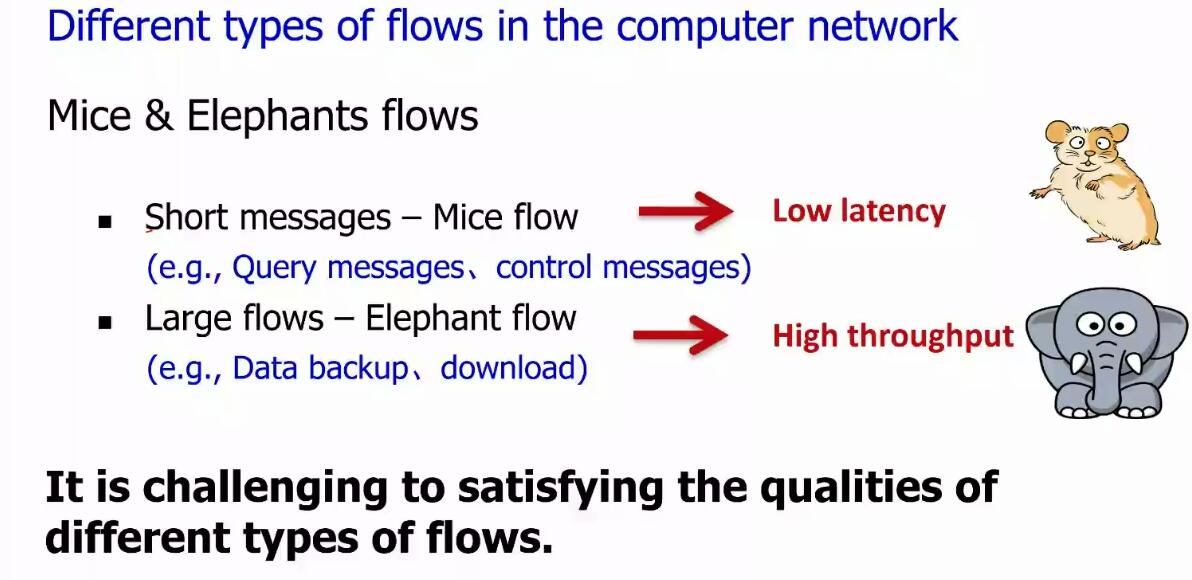 Different types of flows in the computer network
Mice & Elephants flows
▪ Short messages – Mice flow
Low latency
(e.g., Query messages、control messages)
▪ Large flows – Elephant flow
High throughput
(e.g., Data backup、download)
It is challenging to satisfying the qualities of
different types of flows.